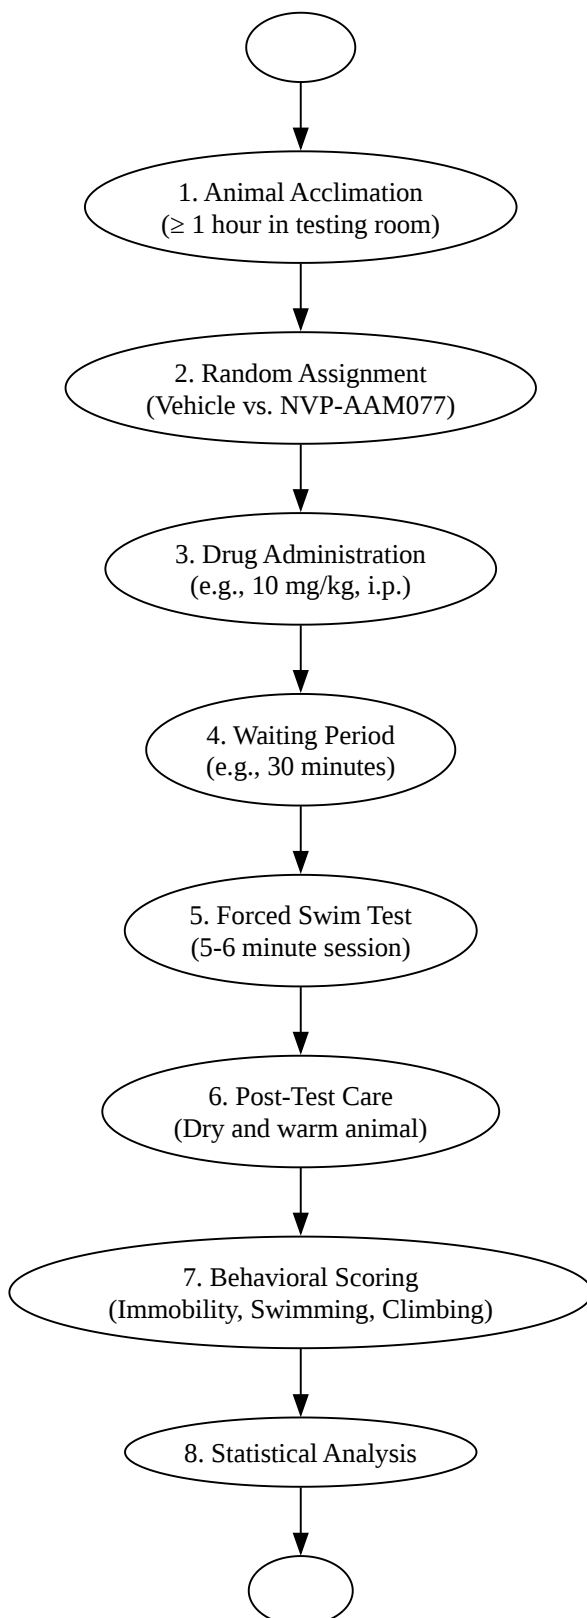 1. Animal Acclimation
(≥ 1 hour in testing room)
2. Random Assignment
(Vehicle vs. NVP-AAM077)
3. Drug Administration
(e.g., 10 mg/kg, i.p.)
4. Waiting Period
(e.g., 30 minutes)
5. Forced Swim Test
(5-6 minute session)
6. Post-Test Care
(Dry and warm animal)
7. Behavioral Scoring
(Immobility, Swimming, Climbing)
8. Statistical Analysis